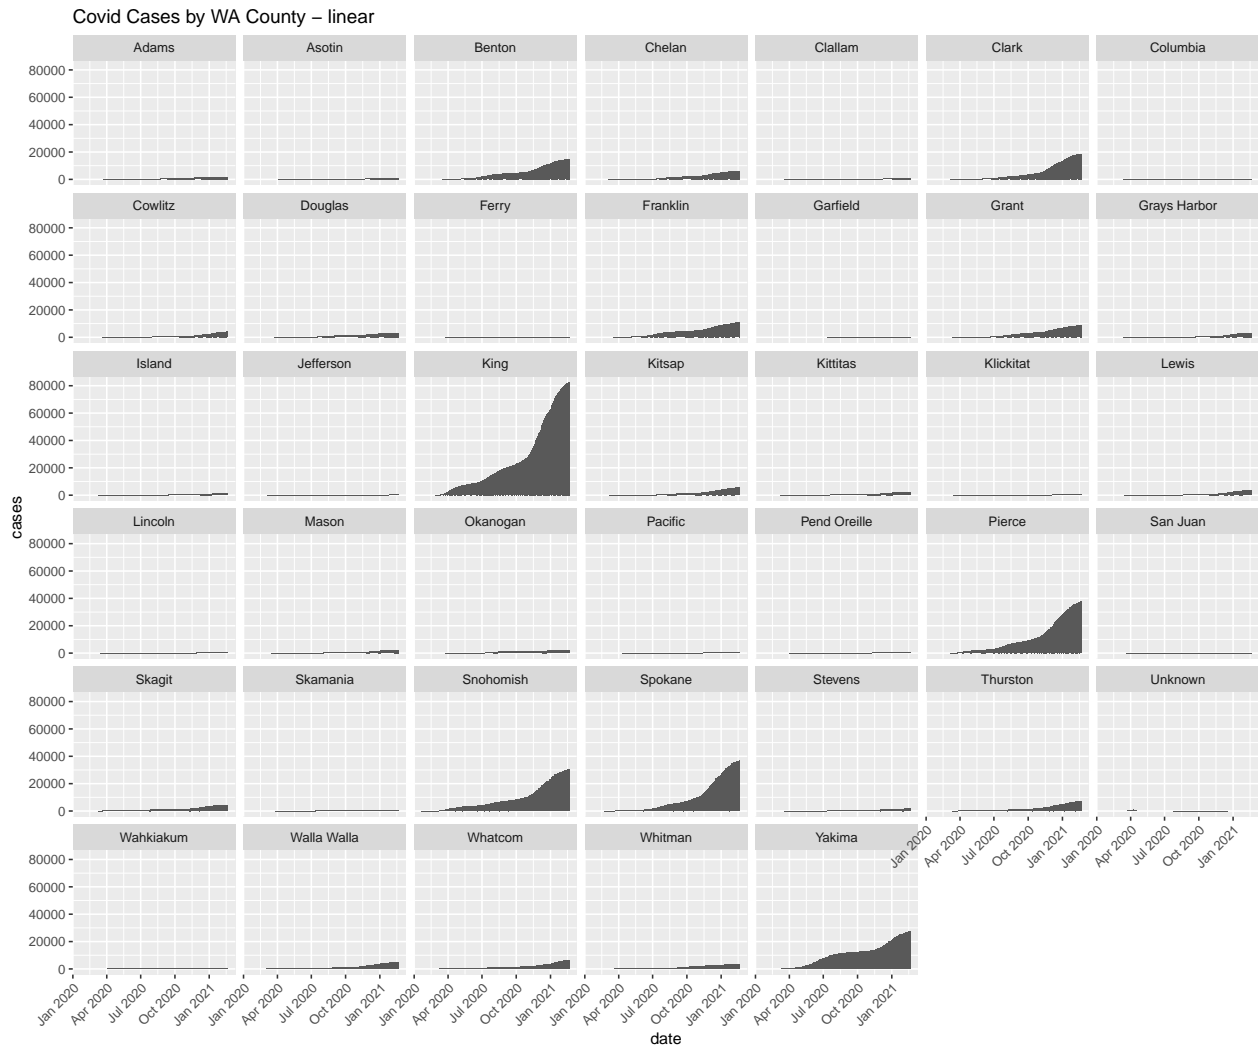 Covid Cases by WA County – linear
Adams Asotin Benton Chelan Clallam Clark Columbia
80000
60000
40000
20000
0
Cowlitz Douglas Ferry Franklin Garfield Grant Grays Harbor
80000
60000
40000
20000
0
Island Jefferson King Kitsap Kittitas Klickitat Lewis
80000
60000
40000
20000
0
cases
Lincoln Mason Okanogan Pacific Pend Oreille Pierce San Juan
80000
60000
40000
20000
0
Skagit Skamania Snohomish Spokane Stevens Thurston Unknown
80000
60000
40000
20000
0
Jan 2020 Apr 2020 Jul 2020 Oct 2020 Jan 2021 Jan 2020 Apr 2020 Jul 2020 Oct 2020 Jan 2021
Wahkiakum Walla Walla Whatcom Whitman Yakima
80000
60000
40000
20000
0
Jan 2020 Apr 2020 Jul 2020 Oct 2020 Jan 2021 Jan 2020 Apr 2020 Jul 2020 Oct 2020 Jan 2021 Jan 2020 Apr 2020 Jul 2020 Oct 2020 Jan 2021 Jan 2020 Apr 2020 Jul 2020 Oct 2020 Jan 2021 Jan 2020 Apr 2020 Jul 2020 Oct 2020 Jan 2021
date